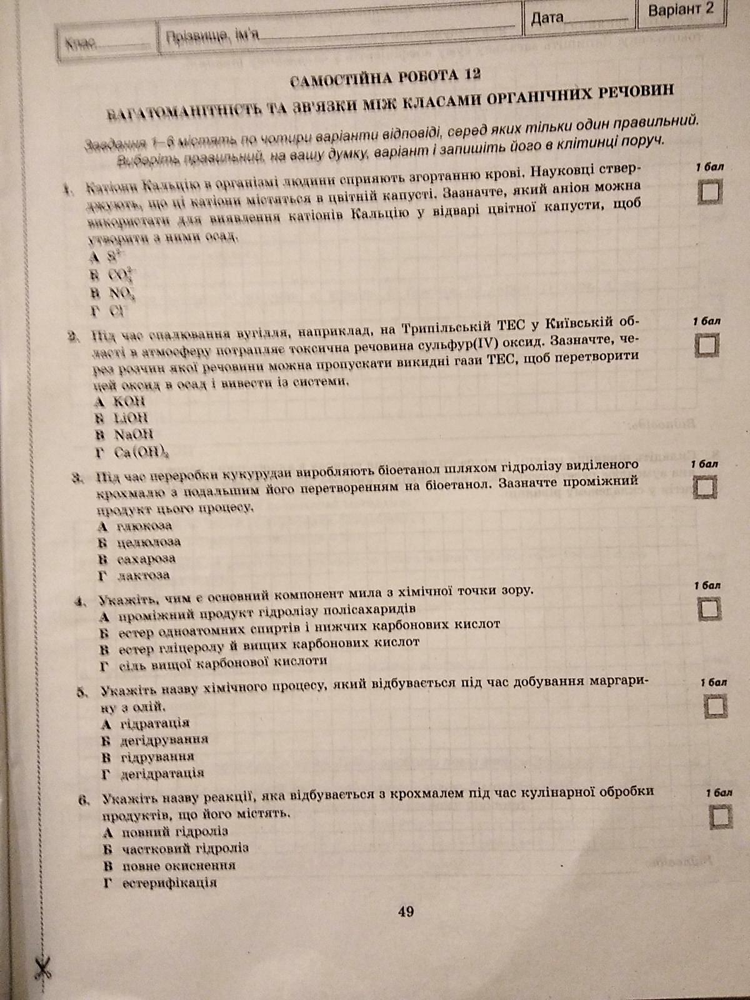 Клас
Прізвище, ім'я
Дата
Варіант 2
САМОСТІЙНА РОБОТА 12
БАГАТОМАНІТНІСТЬ ТА ЗВ'ЯЗКИ МІЖ КЛАСАМИ ОРГАНІЧНИХ РЕЧОВИН
Завдання 1–6 містять по чотири варіанти відповіді, серед яких тільки один правильний.
Виберіть правильний, на вашу думку, варіант і запишіть його в клітинці поруч.
1. Катіони Кальцію в організмі людини сприяють згортанню крові. Науковці ствер-
джують, що ці катіони містяться в цвітній капусті. Зазначте, який аніон можна
використати для виявлення катіонів Кальцію у відварі цвітної капусти, щоб
утворити з ними осад.
1 бал
А S²⁻
Б CO₃²⁻
В NO₃⁻
Г Cl⁻
2. Під час спалювання вугілля, наприклад, на Трипільській ТЕС у Київській об-
ласті в атмосферу потрапляє токсична речовина сульфур(IV) оксид. Зазначте, че-
рез розчин якої речовини можна пропускати викидні гази ТЕС, щоб перетворити
цей оксид в осад і вивести із системи.
1 бал
А KOH
Б LiOH
В NaOH
Г Ca(OH)₂
3. Під час переробки кукурудзи виробляють біоетанол шляхом гідролізу виділеного
крохмалю з подальшим його перетворенням на біоетанол. Зазначте проміжний
продукт цього процесу.
1 бал
А глюкоза
Б целюлоза
В сахароза
Г лактоза
4. Укажіть, чим є основний компонент мила з хімічної точки зору.
1 бал
А проміжний продукт гідролізу полісахаридів
Б естер одноатомних спиртів і нижчих карбонових кислот
В естер гліцеролу й вищих карбонових кислот
Г сіль вищої карбонової кислоти
5. Укажіть назву хімічного процесу, який відбувається під час добування маргари-
ну з олій.
1 бал
А гідратація
Б дегідрування
В гідрування
Г дегідратація
6. Укажіть назву реакції, яка відбувається з крохмалем під час кулінарної обробки
продуктів, що його містять.
1 бал
А повний гідроліз
Б частковий гідроліз
В повне окиснення
Г естерифікація
49